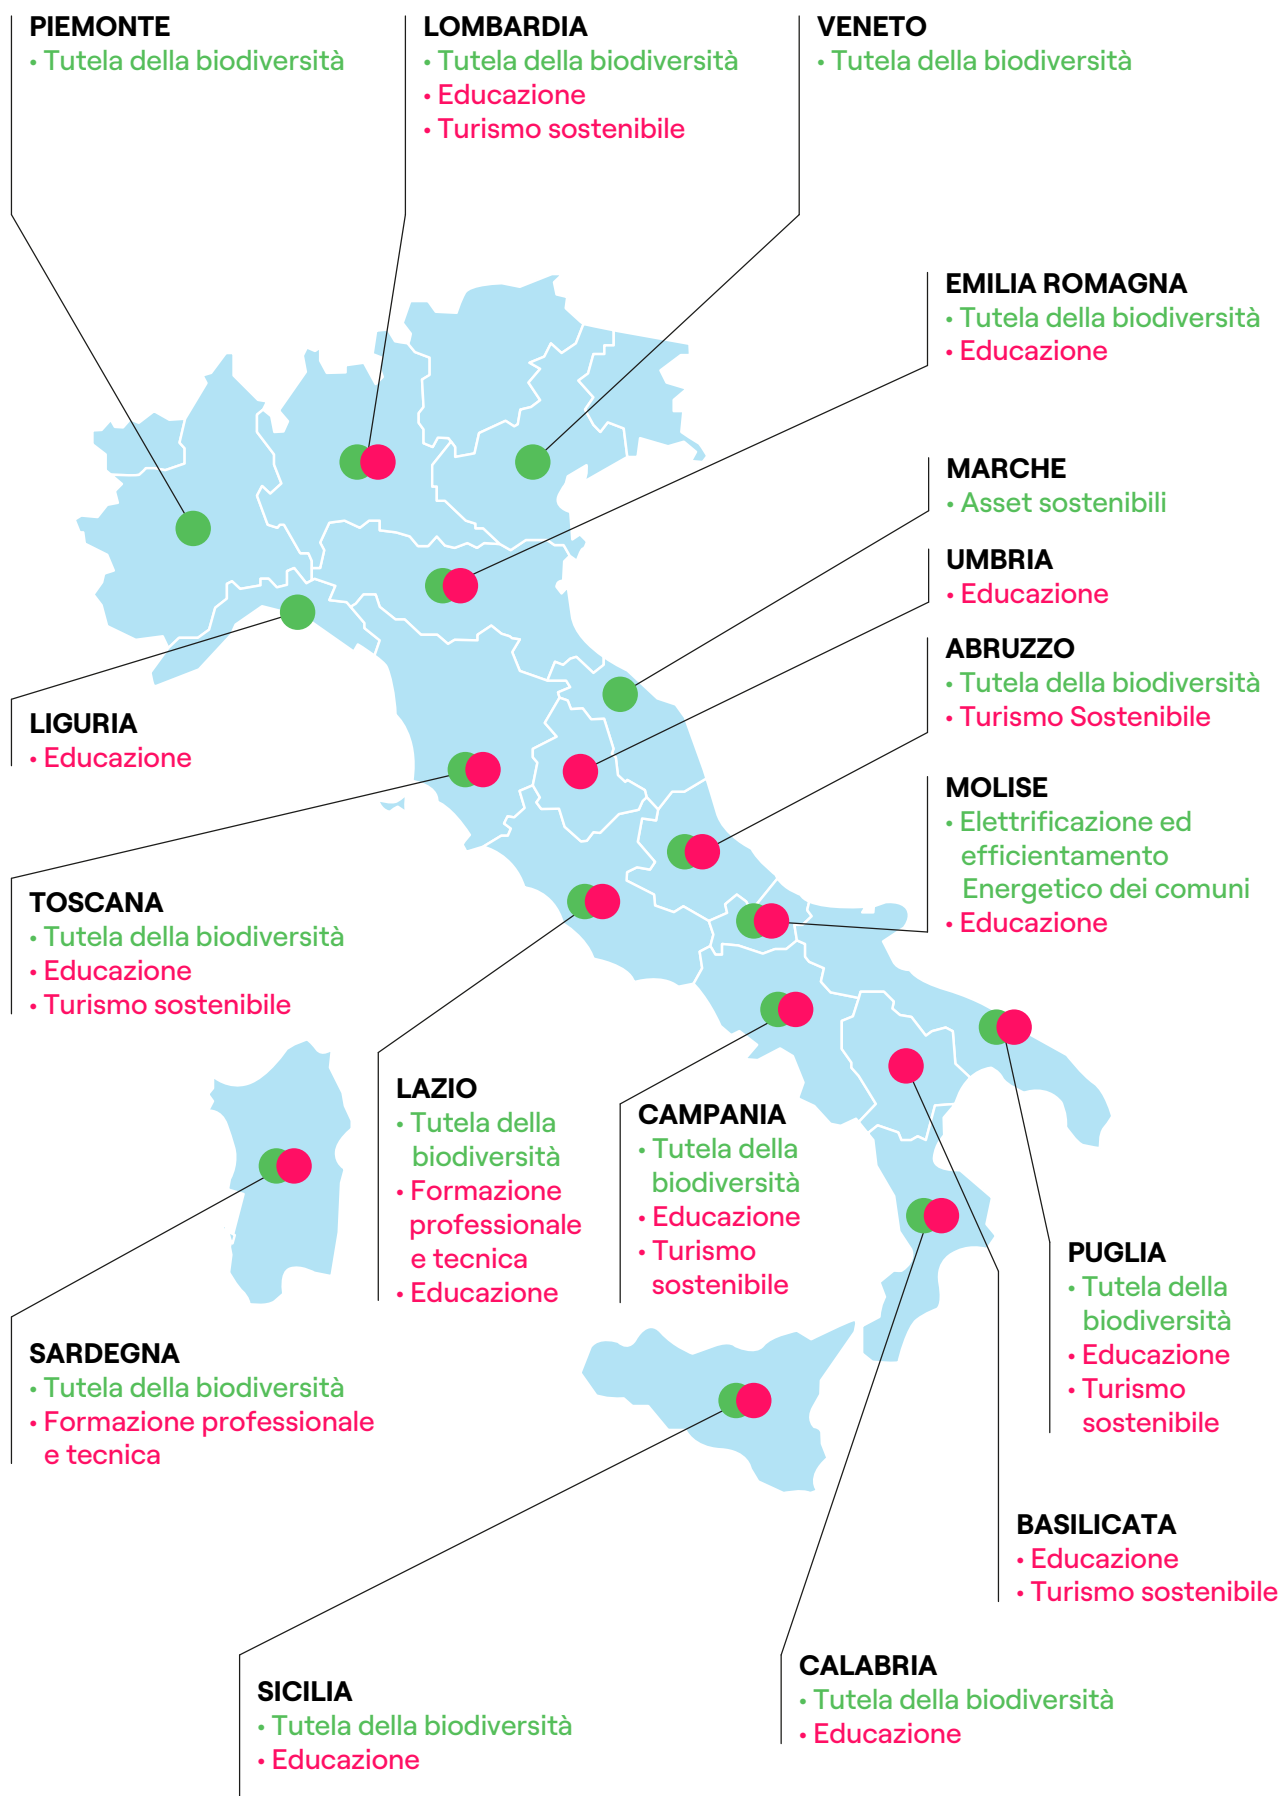 PIEMONTE
• Tutela della biodiversità
LOMBARDIA
• Tutela della biodiversità
• Educazione
• Turismo sostenibile
VENETO
• Tutela della biodiversità
EMILIA ROMAGNA
• Tutela della biodiversità
• Educazione
MARCHE
• Asset sostenibili
UMBRIA
• Educazione
ABRUZZO
• Tutela della biodiversità
• Turismo Sostenibile
LIGURIA
• Educazione
MOLISE
• Elettrificazione ed
efficientamento
Energetico dei comuni
• Educazione
TOSCANA
• Tutela della biodiversità
• Educazione
• Turismo sostenibile
LAZIO
• Tutela della
biodiversità
• Formazione
professionale
e tecnica
• Educazione
CAMPANIA
• Tutela della
biodiversità
• Educazione
• Turismo
sostenibile
PUGLIA
• Tutela della
biodiversità
• Educazione
• Turismo
sostenibile
SARDEGNA
• Tutela della biodiversità
• Formazione professionale
e tecnica
BASILICATA
• Educazione
• Turismo sostenibile
CALABRIA
• Tutela della biodiversità
• Educazione
SICILIA
• Tutela della biodiversità
• Educazione